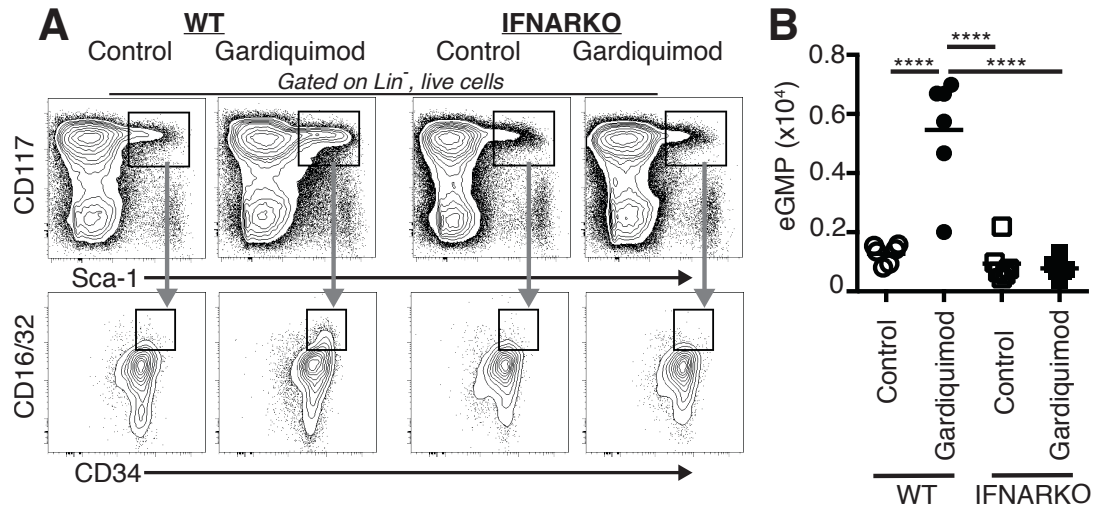 A
WT IFNARKO
Control Gardiquimod Control Gardiquimod
Gated on Lin⁻, live cells
CD117
Sca-1
CD16/32
CD34
B
****
**** ****
eGMP (x10⁴)
0.8
0.6
0.4
0.2
0
Control
Gardiquimod
Control
Gardiquimod
WT IFNARKO